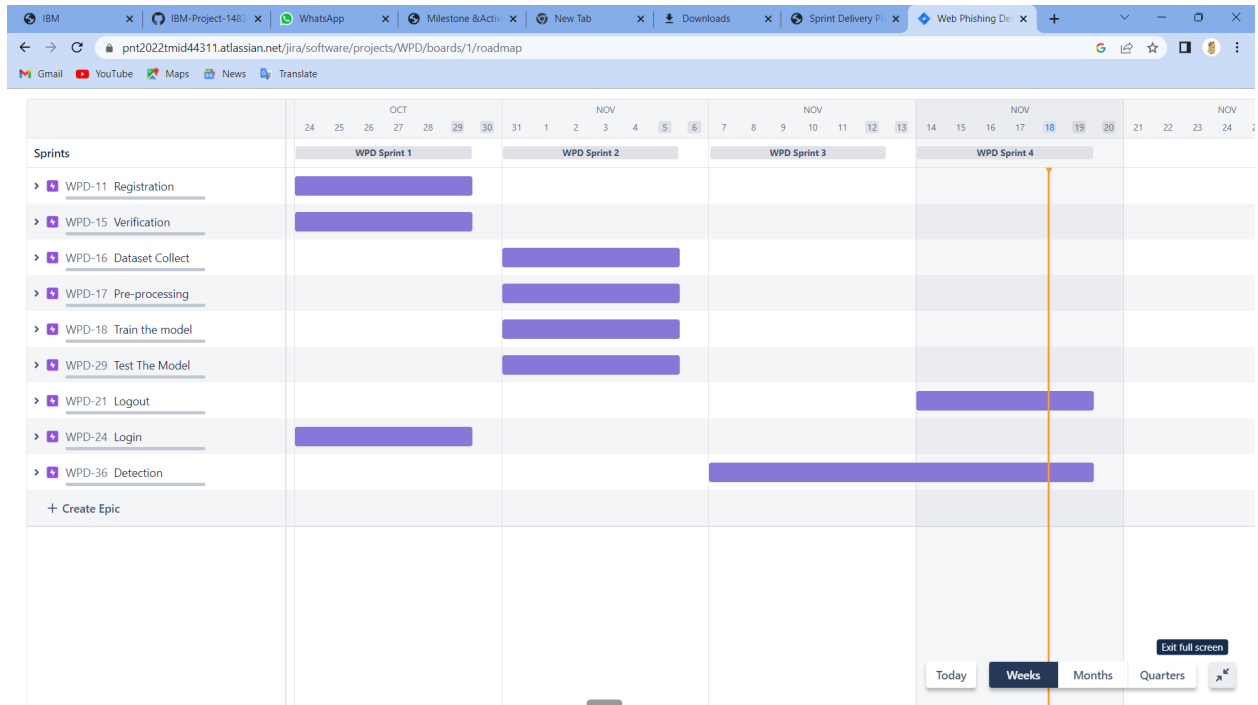 IBM
IBM-Project-1483
WhatsApp
Milestone &Activ
New Tab
Downloads
Sprint Delivery Pl
Web Phishing De
pnt2022tmid44311.atlassian.net/jira/software/projects/WPD/boards/1/roadmap
Gmail YouTube Maps News Translate
OCT NOV NOV NOV NOV
24 25 26 27 28 29 30 31 1 2 3 4 5 6 7 8 9 10 11 12 13 14 15 16 17 18 19 20 21 22 23 24
Sprints WPD Sprint 1 WPD Sprint 2 WPD Sprint 3 WPD Sprint 4
WPD-11 Registration
WPD-15 Verification
WPD-16 Dataset Collect
WPD-17 Pre-processing
WPD-18 Train the model
WPD-29 Test The Model
WPD-21 Logout
WPD-24 Login
WPD-36 Detection
+ Create Epic
Exit full screen
Today Weeks Months Quarters